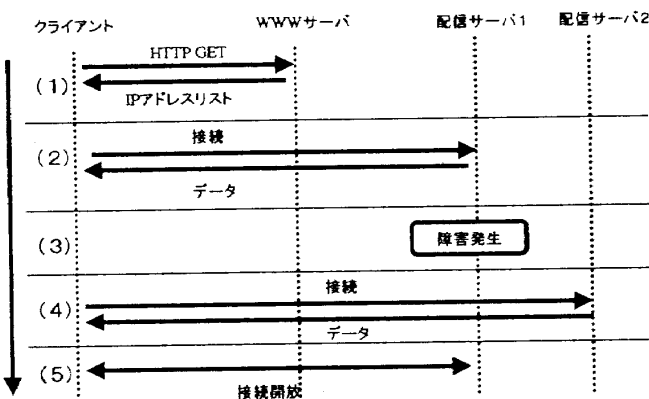 クライアント
WWWサーバ
配信サーバ1
配信サーバ2
(1)
HTTP GET
IPアドレスリスト
(2)
接続
データ
(3)
障害発生
(4)
接続
データ
(5)
接続開放